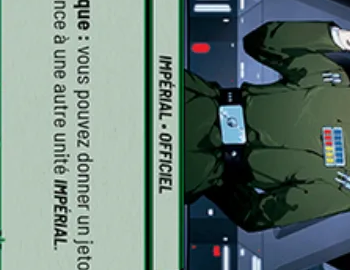 IMPÉRIAL • OFFICIEL
que : vous pouvez donner un jeto
nce à une autre unité IMPÉRIAL.